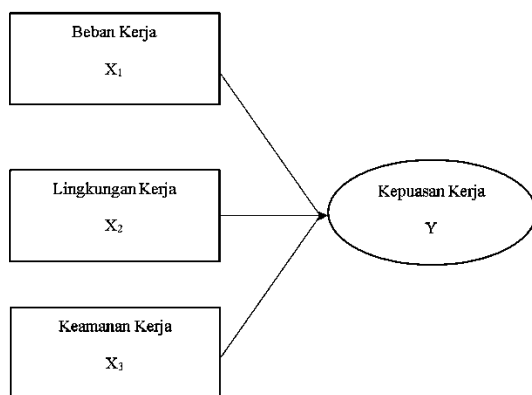 Beban Kerja
X₁
Lingkungan Kerja
X₂
Kepuasan Kerja
Y
Keamanan Kerja
X₃